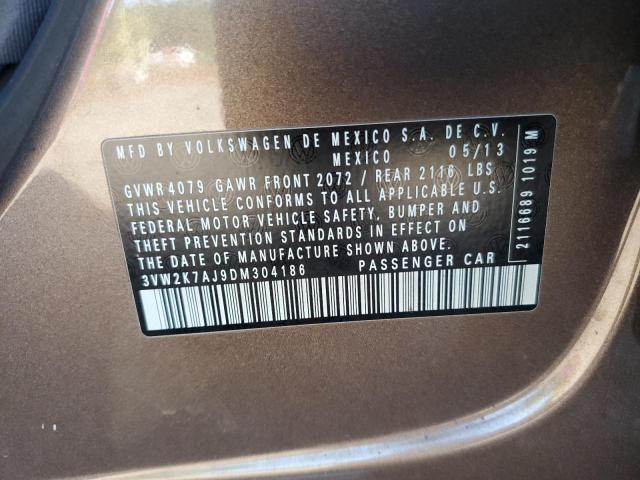 MFD BY VOLKSWAGEN DE MEXICO S.A. DE C.V.
MEXICO 05/13
GVWR 4079 GAWR FRONT 2072 / REAR 2116 LBS
THIS VEHICLE CONFORMS TO ALL APPLICABLE U.S.
FEDERAL MOTOR VEHICLE SAFETY, BUMPER AND
THEFT PREVENTION STANDARDS IN EFFECT ON
THE DATE OF MANUFACTURE SHOWN ABOVE.
3VW2K7AJ9DM304186 PASSENGER CAR
2116689 1019 M